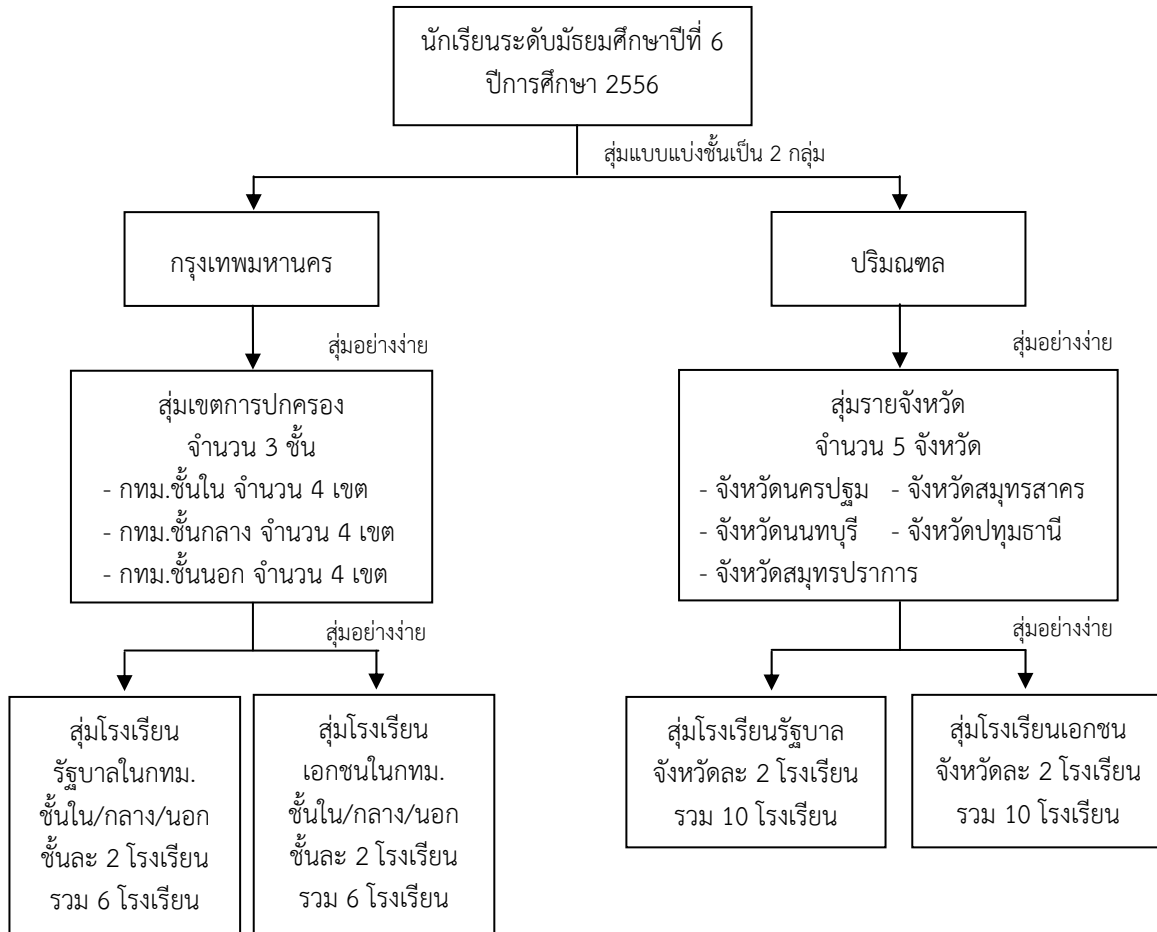 นักเรียนระดับมัธยมศึกษาปีที่ 6
ปีการศึกษา 2556
สุ่มแบบแบ่งชั้นเป็น 2 กลุ่ม
กรุงเทพมหานคร
ปริมณฑล
สุ่มอย่างง่าย
สุ่มอย่างง่าย
สุ่มเขตการปกครอง
จำนวน 3 ชั้น
- กทม.ชั้นใน จำนวน 4 เขต
- กทม.ชั้นกลาง จำนวน 4 เขต
- กทม.ชั้นนอก จำนวน 4 เขต
สุ่มรายจังหวัด
จำนวน 5 จังหวัด
- จังหวัดนครปฐม - จังหวัดสมุทรสาคร
- จังหวัดนนทบุรี - จังหวัดปทุมธานี
- จังหวัดสมุทรปราการ
สุ่มอย่างง่าย
สุ่มอย่างง่าย
สุ่มโรงเรียน
รัฐบาลในกทม.
ชั้นใน/กลาง/นอก
ชั้นละ 2 โรงเรียน
รวม 6 โรงเรียน
สุ่มโรงเรียน
เอกชนในกทม.
ชั้นใน/กลาง/นอก
ชั้นละ 2 โรงเรียน
รวม 6 โรงเรียน
สุ่มโรงเรียนรัฐบาล
จังหวัดละ 2 โรงเรียน
รวม 10 โรงเรียน
สุ่มโรงเรียนเอกชน
จังหวัดละ 2 โรงเรียน
รวม 10 โรงเรียน